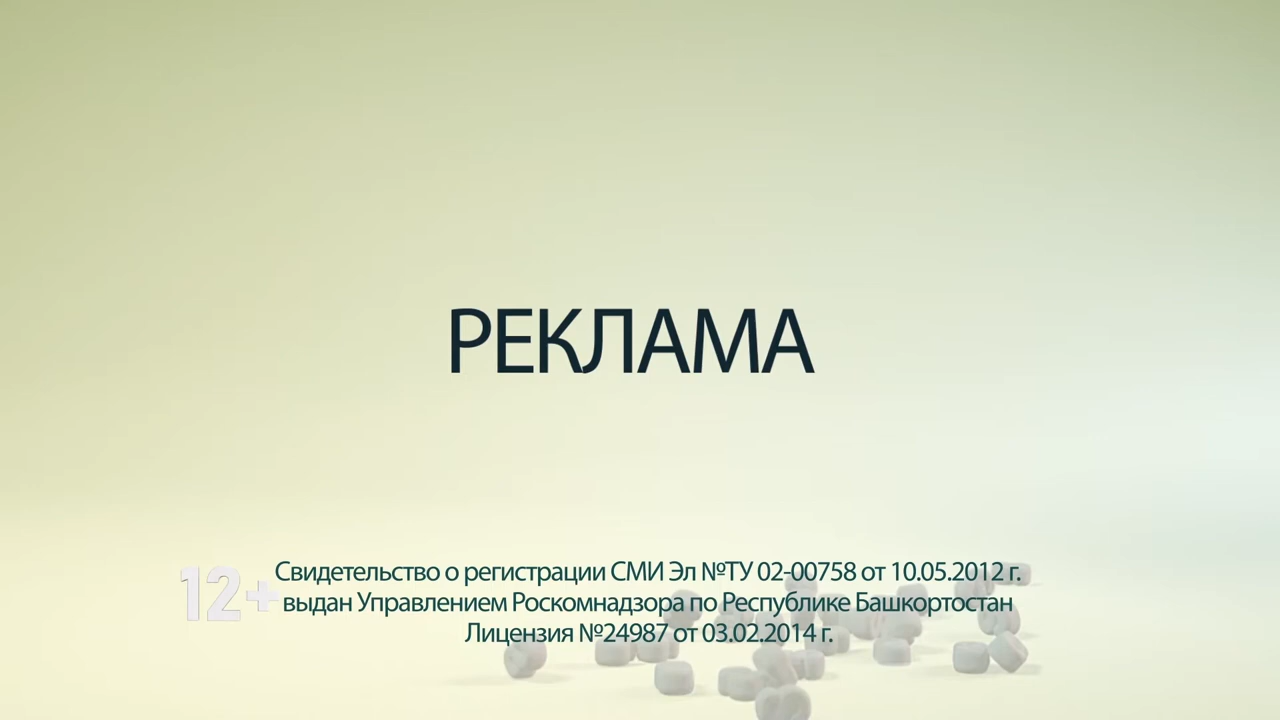 РЕКЛАМА
12+
Свидетельство о регистрации СМИ Эл №ТУ 02-00758 от 10.05.2012 г.
выдан Управлением Роскомнадзора по Республике Башкортостан
Лицензия №24987 от 03.02.2014 г.